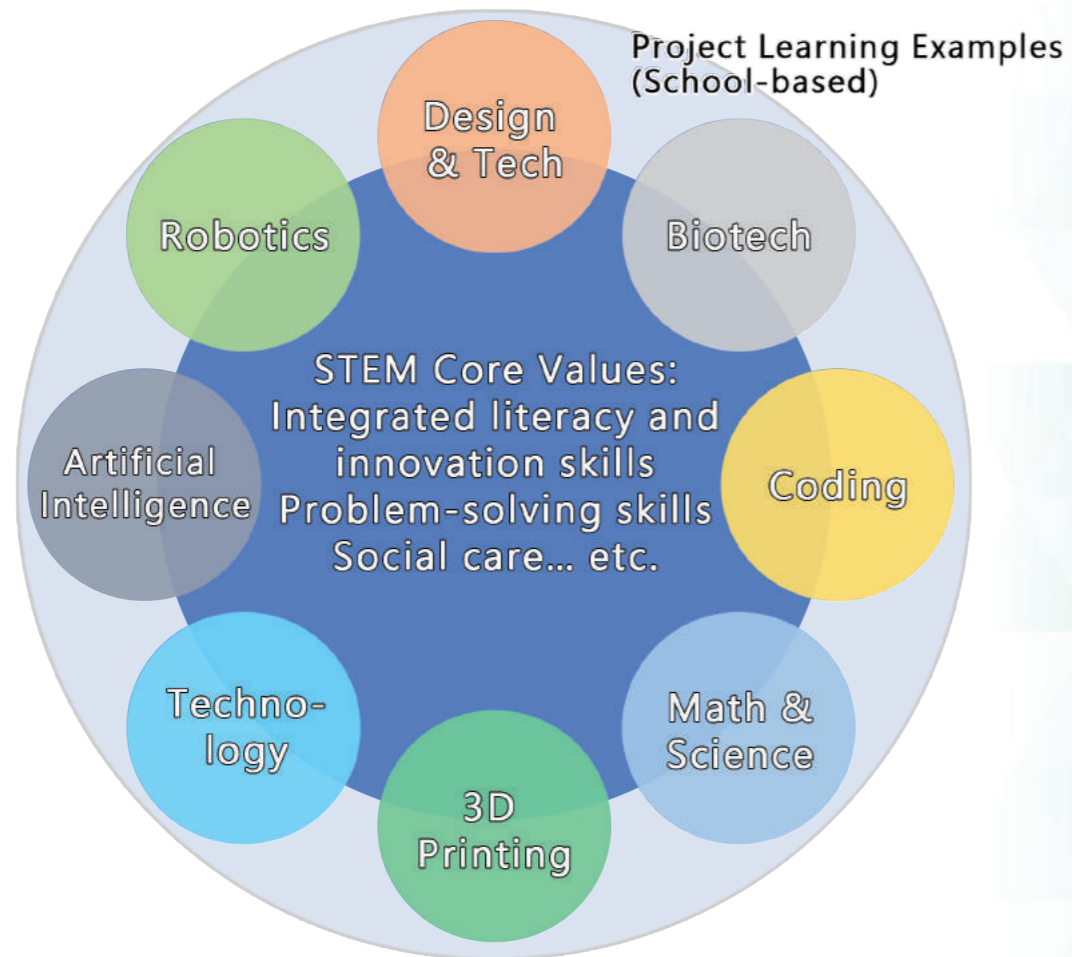 Project Learning Examples
(School-based)
Design
& Tech
Robotics
Biotech
STEM Core Values:
Integrated literacy and
innovation skills
Problem-solving skills
Social care... etc.
Artificial
Intelligence
Coding
Techno-
logy
Math &
Science
3D
Printing